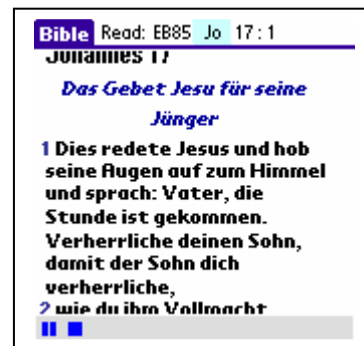 Bible Read: EB85 Jo 17 : 1
Johannes 17
Das Gebet Jesu für seine
Jünger
1 Dies redete Jesus und hob
seine Augen auf zum Himmel
und sprach: Vater, die
Stunde ist gekommen.
Verherrliche deinen Sohn,
damit der Sohn dich
verherrliche,
2 wie du ihm Vollmacht